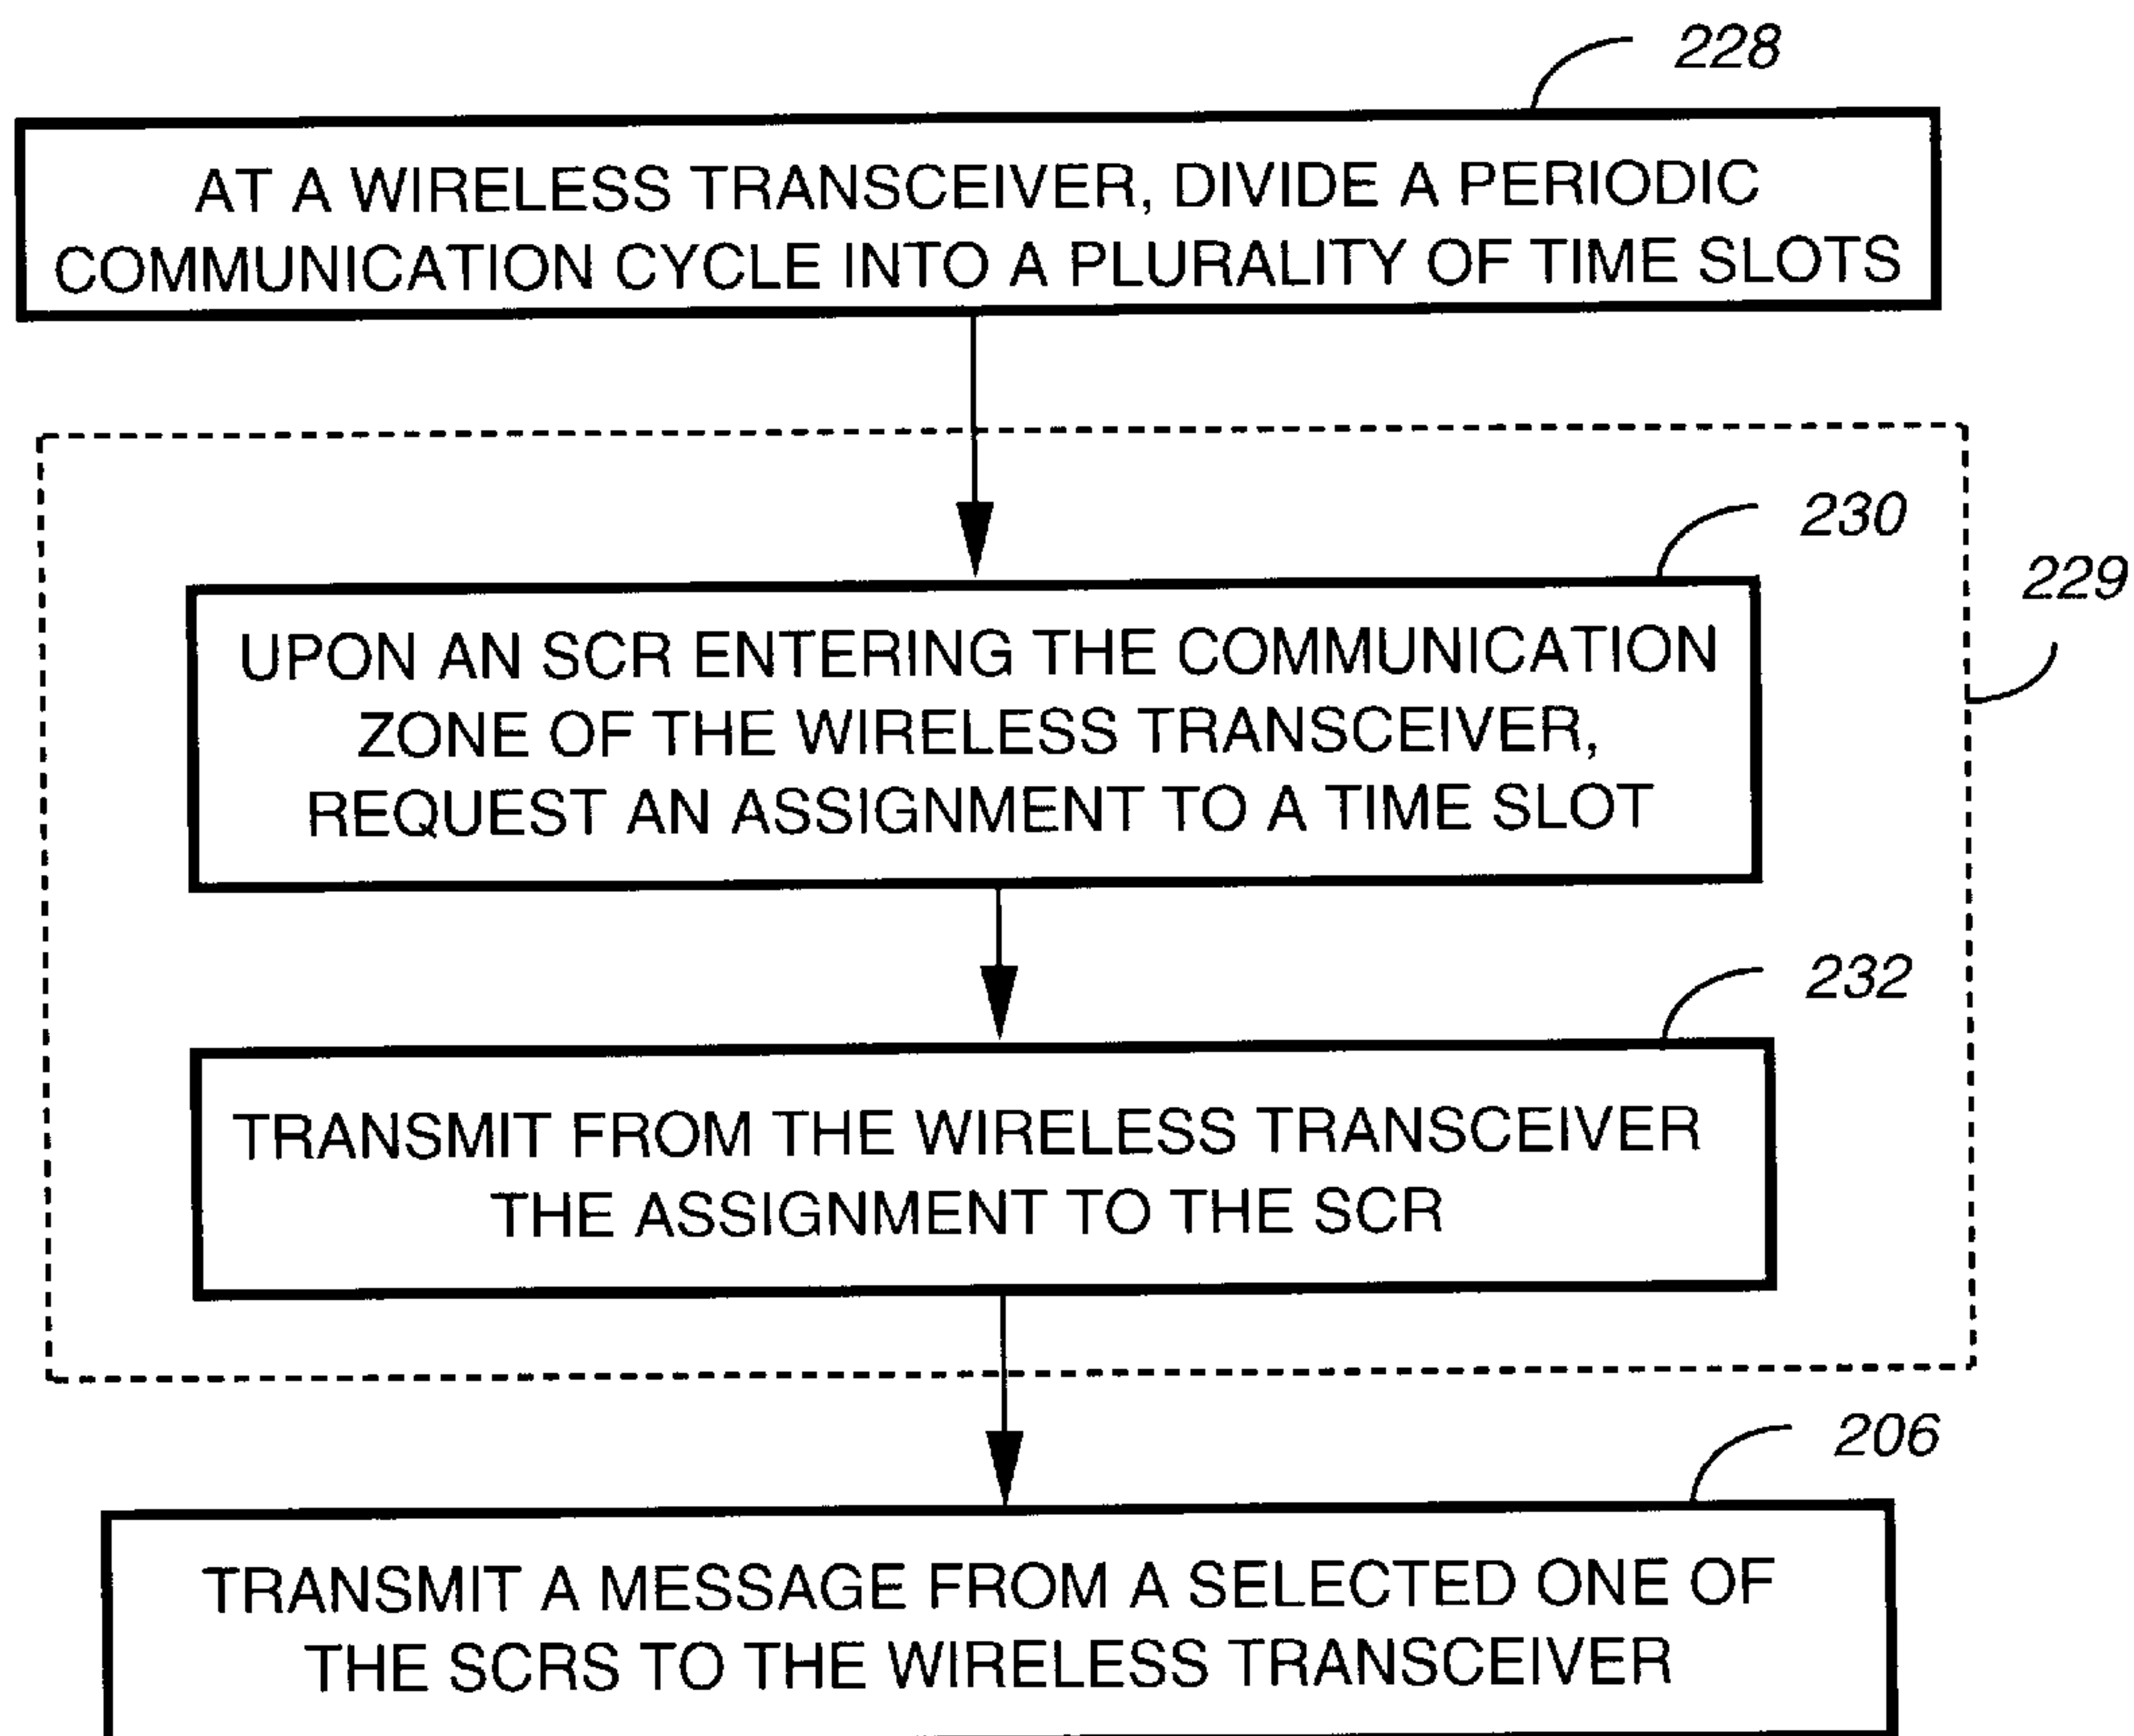 228
AT A WIRELESS TRANSCEIVER, DIVIDE A PERIODIC
COMMUNICATION CYCLE INTO A PLURALITY OF TIME SLOTS
230
229
UPON AN SCR ENTERING THE COMMUNICATION
ZONE OF THE WIRELESS TRANSCEIVER,
REQUEST AN ASSIGNMENT TO A TIME SLOT
232
TRANSMIT FROM THE WIRELESS TRANSCEIVER
THE ASSIGNMENT TO THE SCR
206
TRANSMIT A MESSAGE FROM A SELECTED ONE OF
THE SCRS TO THE WIRELESS TRANSCEIVER